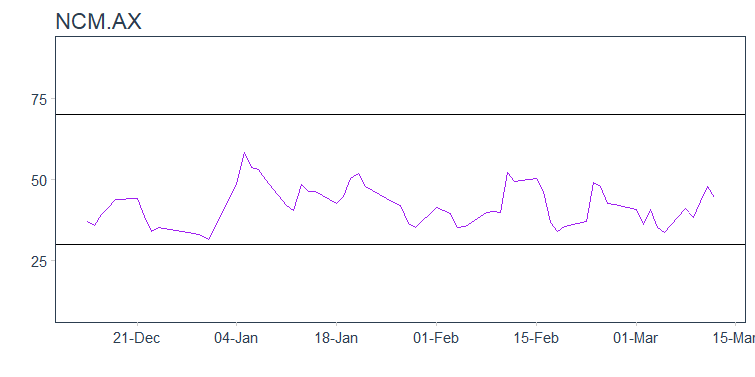 NCM.AX
75
50
25
21-Dec
04-Jan
18-Jan
01-Feb
15-Feb
01-Mar
15-Mar